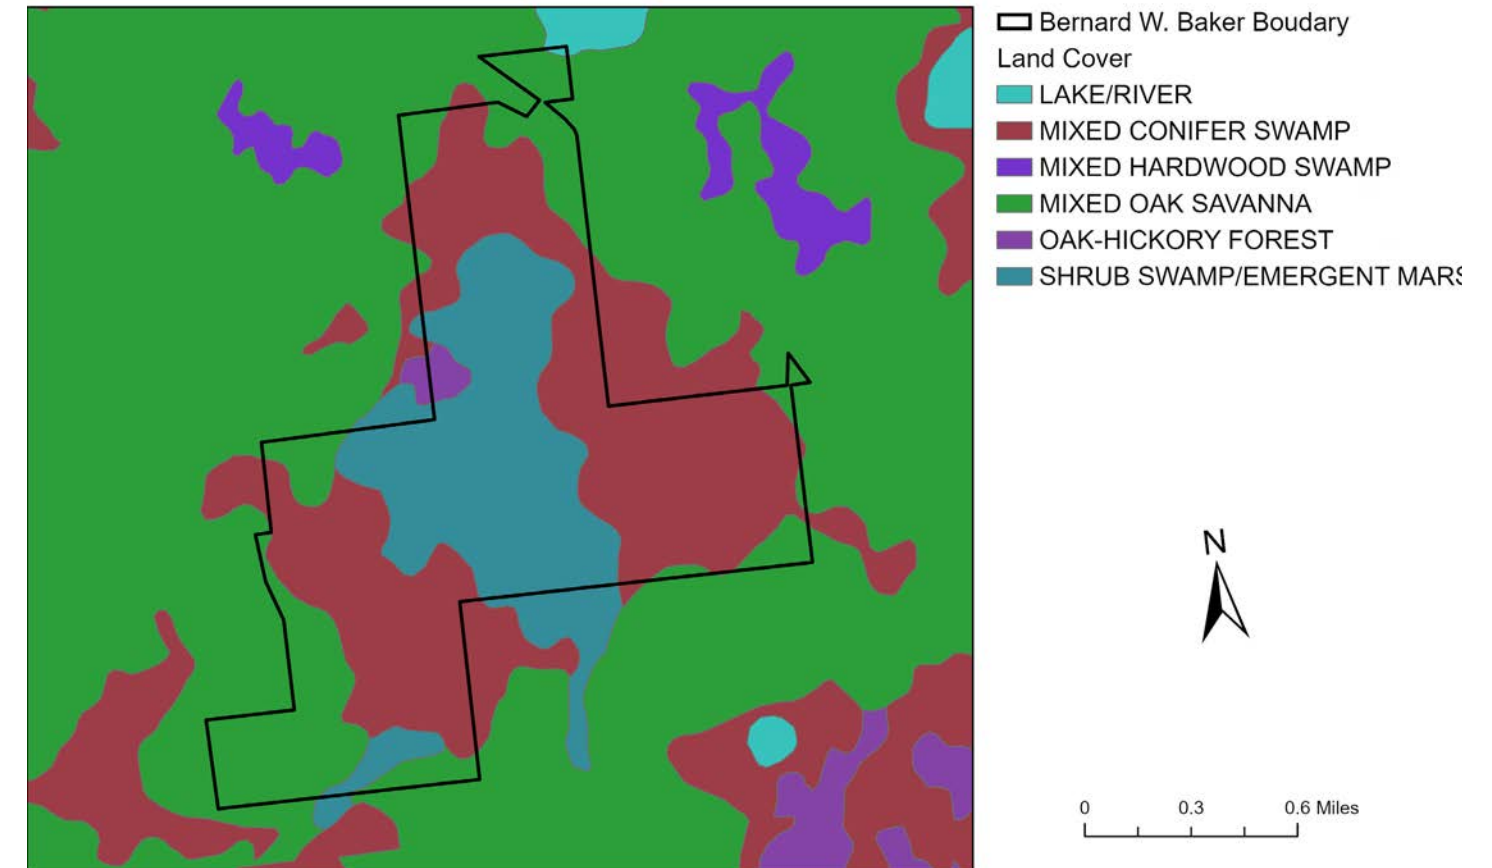 Bernard W. Baker Boudary
Land Cover
LAKE/RIVER
MIXED CONIFER SWAMP
MIXED HARDWOOD SWAMP
MIXED OAK SAVANNA
OAK-HICKORY FOREST
SHRUB SWAMP/EMERGENT MARS
N
0 0.3 0.6 Miles